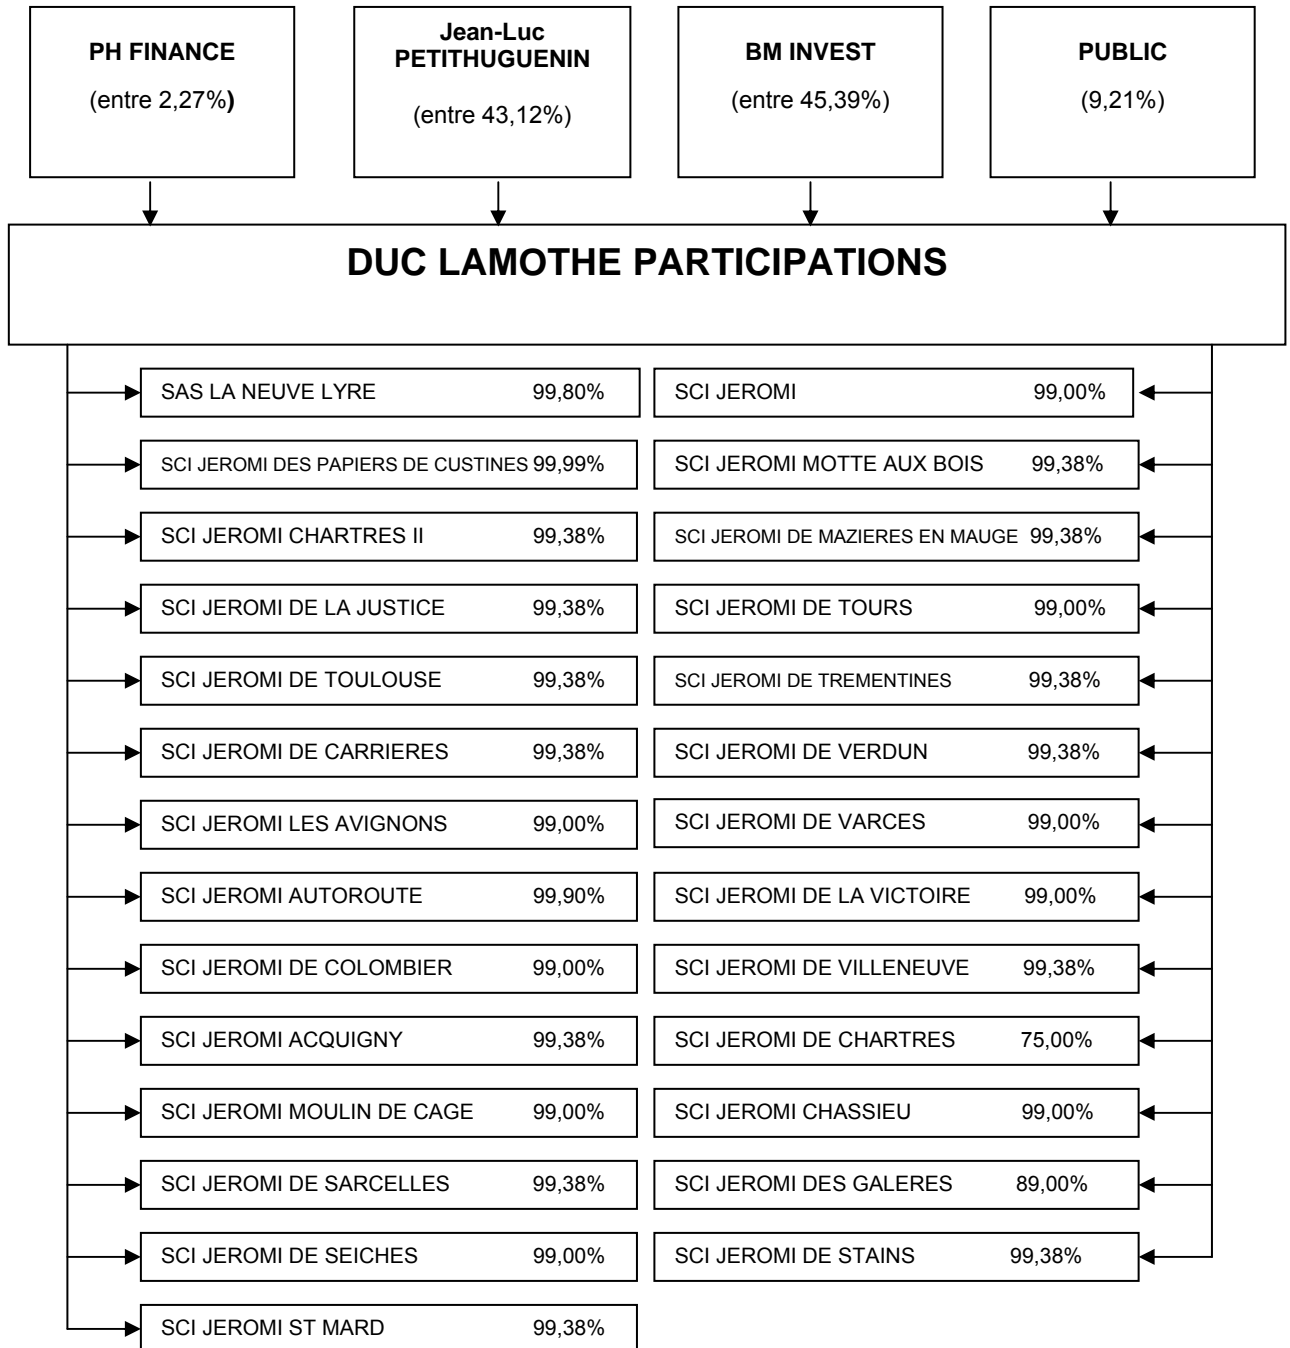 PH FINANCE
(entre 2,27%)
Jean-Luc
PETITHUGUENIN
(entre 43,12%)
BM INVEST
(entre 45,39%)
PUBLIC
(9,21%)
DUC LAMOTHE PARTICIPATIONS
SAS LA NEUVE LYRE 99,80%
SCI JEROMI 99,00%
SCI JEROMI DES PAPIERS DE CUSTINES 99,99%
SCI JEROMI MOTTE AUX BOIS 99,38%
SCI JEROMI CHARTRES II 99,38%
SCI JEROMI DE MAZIERES EN MAUGE 99,38%
SCI JEROMI DE LA JUSTICE 99,38%
SCI JEROMI DE TOURS 99,00%
SCI JEROMI DE TOULOUSE 99,38%
SCI JEROMI DE TREMENTINES 99,38%
SCI JEROMI DE CARRIERES 99,38%
SCI JEROMI DE VERDUN 99,38%
SCI JEROMI LES AVIGNONS 99,00%
SCI JEROMI DE VARCES 99,00%
SCI JEROMI AUTOROUTE 99,90%
SCI JEROMI DE LA VICTOIRE 99,00%
SCI JEROMI DE COLOMBIER 99,00%
SCI JEROMI DE VILLENEUVE 99,38%
SCI JEROMI ACQUIGNY 99,38%
SCI JEROMI DE CHARTRES 75,00%
SCI JEROMI MOULIN DE CAGE 99,00%
SCI JEROMI CHASSIEU 99,00%
SCI JEROMI DE SARCELLES 99,38%
SCI JEROMI DES GALERES 89,00%
SCI JEROMI DE SEICHES 99,00%
SCI JEROMI DE STAINS 99,38%
SCI JEROMI ST MARD 99,38%